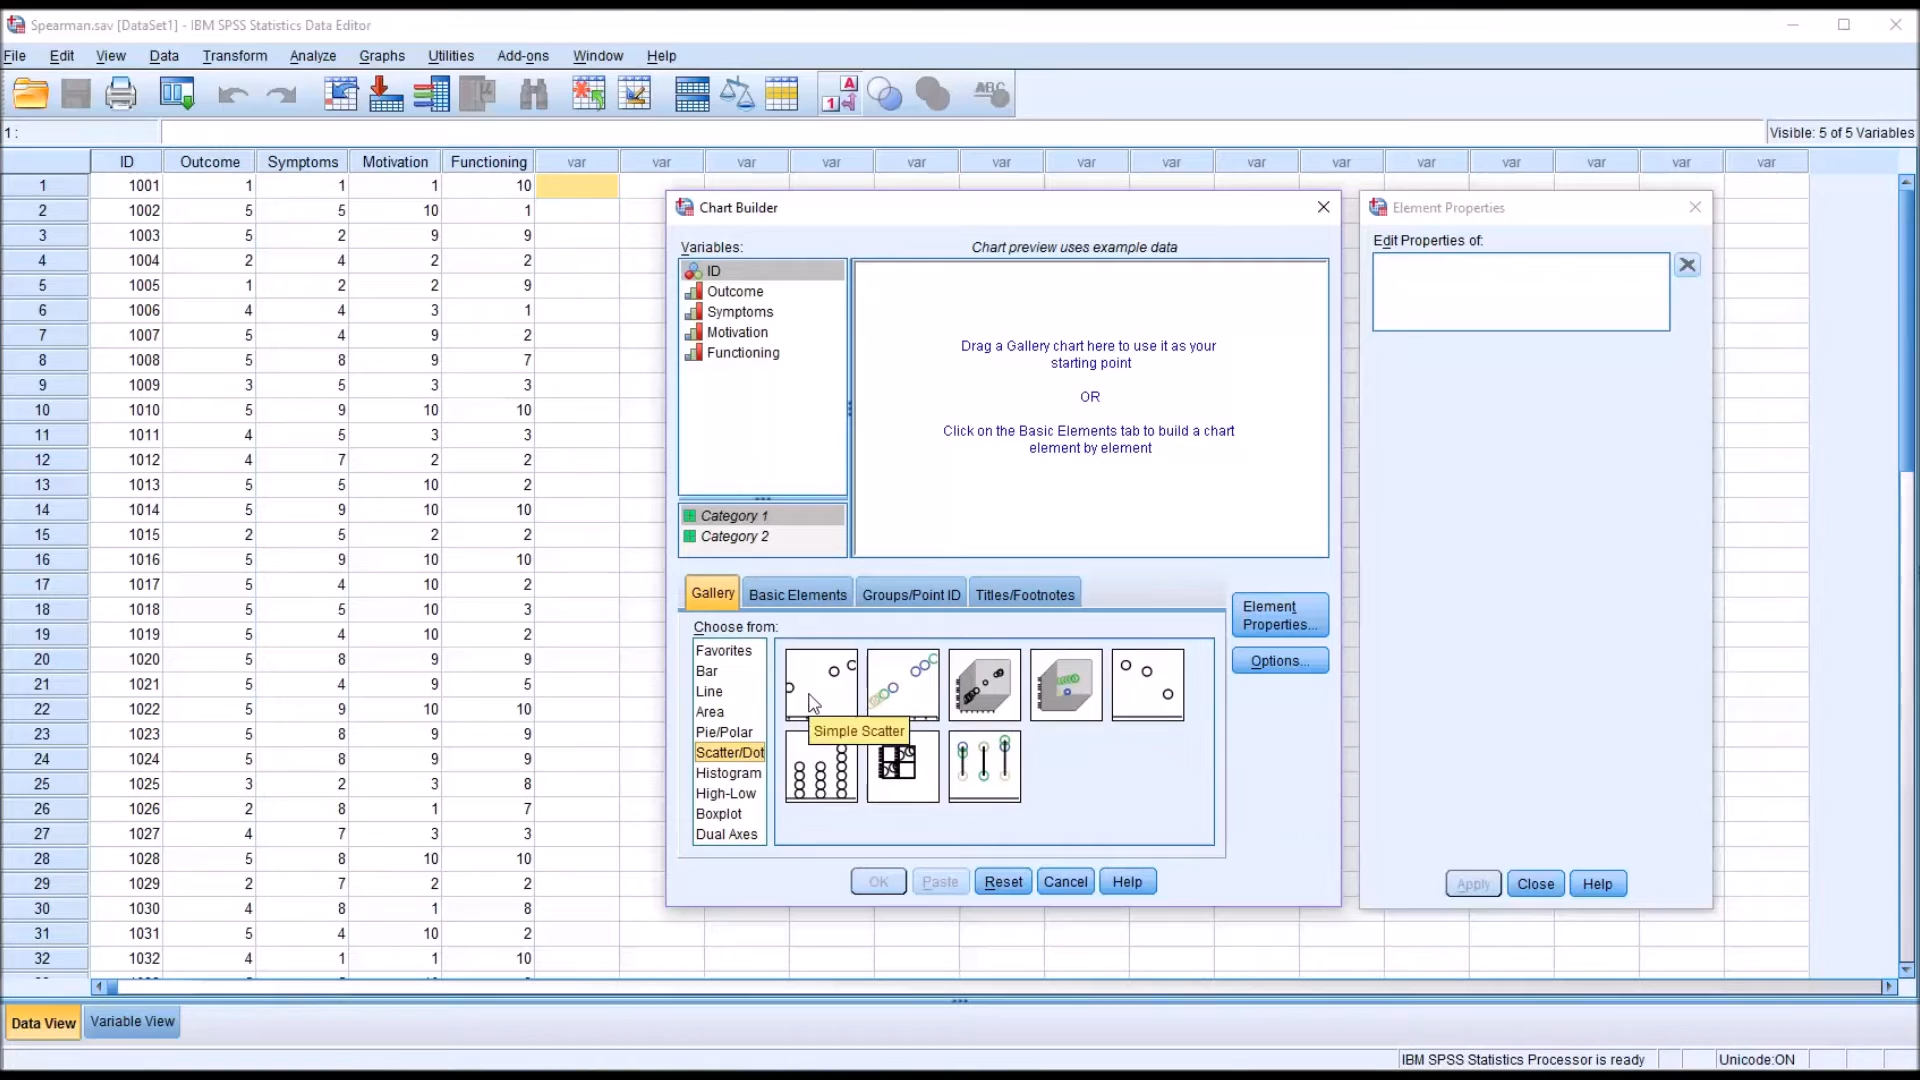 Spearman.sav [DataSet1] - IBM SPSS Statistics Data Editor
File Edit View Data Transform Analyze Graphs Utilities Add-ons Window Help
1 A ABC
1 : Visible: 5 of 5 Variables
ID Outcome Symptoms Motivation Functioning var var var var var var var var var var var var var var var
1 1001 1 1 1 10
2 1002 5 5 10 1
3 1003 5 2 9 9
4 1004 2 4 2 2
5 1005 1 2 2 9
6 1006 4 4 3 1
7 1007 5 4 9 2
8 1008 5 8 9 7
9 1009 3 5 3 3
10 1010 5 9 10 10
11 1011 4 5 3 3
12 1012 4 7 2 2
13 1013 5 5 10 2
14 1014 5 9 10 10
15 1015 2 5 2 2
16 1016 5 9 10 10
17 1017 5 4 10 2
18 1018 5 5 10 3
19 1019 5 4 10 2
20 1020 5 8 9 9
21 1021 5 4 9 5
22 1022 5 9 10 10
23 1023 5 8 9 9
24 1024 5 8 9 9
25 1025 3 2 3 8
26 1026 2 8 1 7
27 1027 4 7 3 3
28 1028 5 8 10 10
29 1029 2 7 2 2
30 1030 4 8 1 8
31 1031 5 4 10 2
32 1032 4 1 1 10
Chart Builder
Variables:
Chart preview uses example data
ID
Outcome
Symptoms
Motivation
Functioning
Category 1
Category 2
Drag a Gallery chart here to use it as your
starting point
OR
Click on the Basic Elements tab to build a chart
element by element
Gallery Basic Elements Groups/Point ID Titles/Footnotes
Element
Properties...
Options...
Choose from:
Favorites
Bar
Line
Area
Pie/Polar
Scatter/Dot
Histogram
High-Low
Boxplot
Dual Axes
Simple Scatter
OK Paste Reset Cancel Help
Element Properties
Edit Properties of:
Apply Close Help
Data View Variable View
IBM SPSS Statistics Processor is ready Unicode:ON